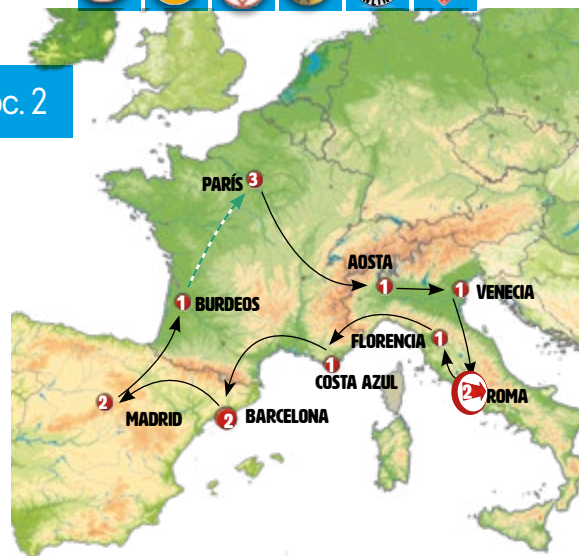 oc. 2
PARÍS 3
AOSTA
1
1 VENECIA
1 BURDEOS
FLORENCIA 1
1
COSTA AZUL
2 ROMA
2
MADRID
2 BARCELONA